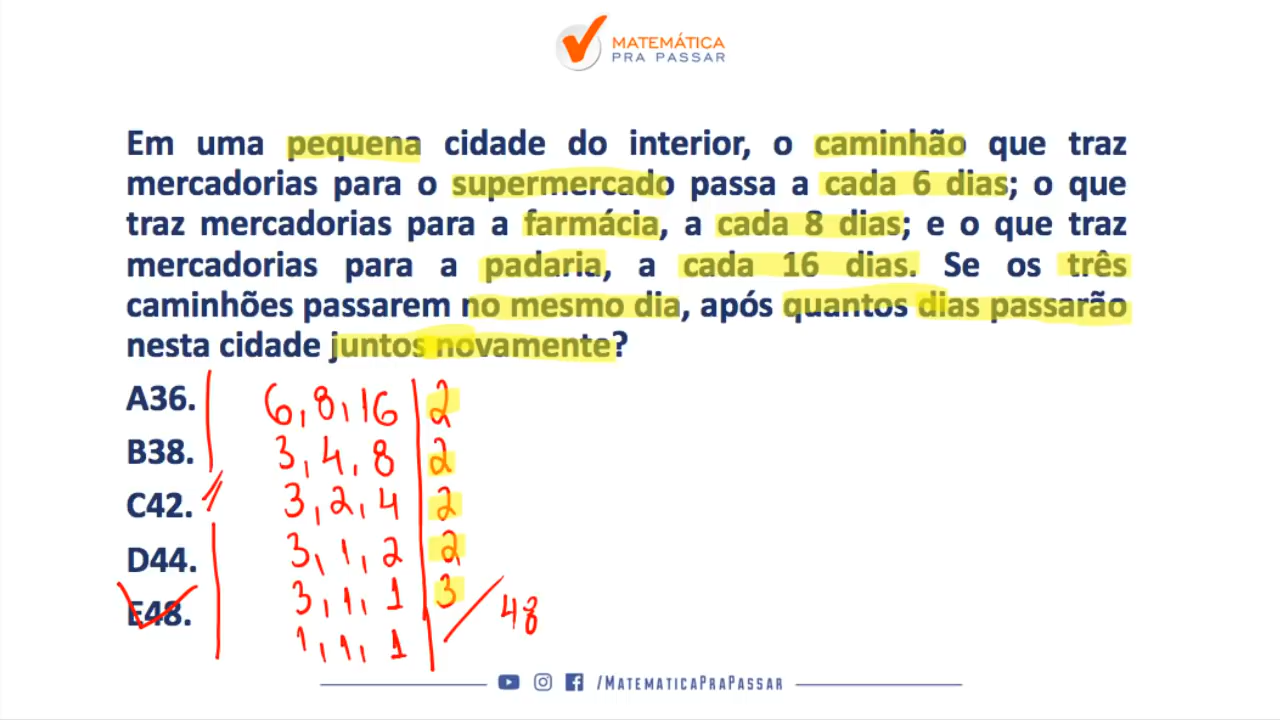 MATEMÁTICA
PRA PASSAR
Em uma pequena cidade do interior, o caminhão que traz
mercadorias para o supermercado passa a cada 6 dias; o que
traz mercadorias para a farmácia, a cada 8 dias; e o que traz
mercadorias para a padaria, a cada 16 dias. Se os três
caminhões passarem no mesmo dia, após quantos dias passarão
nesta cidade juntos novamente?
A36.
B38.
C42.
D44.
E48.
6, 8, 16 | 2
3, 4, 8 | 2
3, 2, 4 | 2
3, 1, 2 | 2
3, 1, 1 | 3
1, 1, 1 | / 48
/MATEMATICAPRAPASSAR